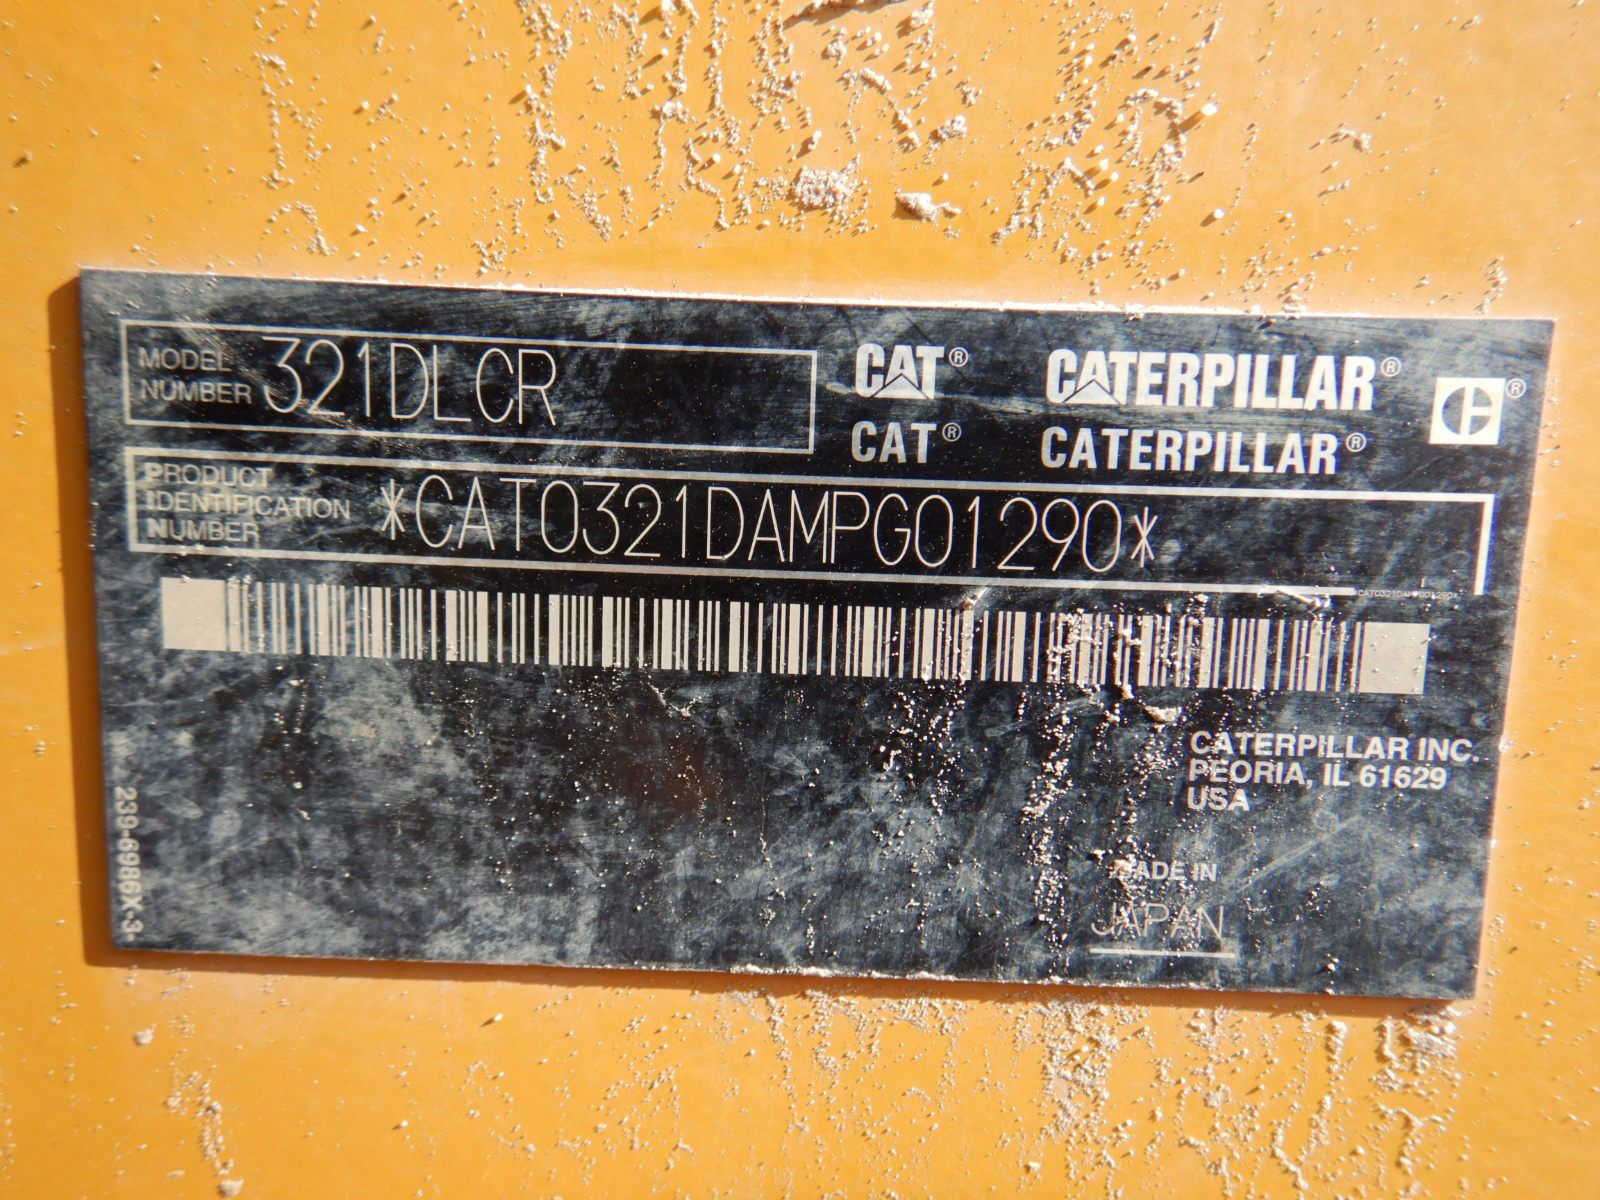 MODEL NUMBER 321DLCR
CAT® CATERPILLAR® ®
CAT® CATERPILLAR®
PRODUCT
IDENTIFICATION
NUMBER
*CAT0321DAMPG01290*
*CAT0321DAMPG01290*
CATERPILLAR INC.
PEORIA, IL 61629
USA
MADE IN
JAPAN
239-6986X-3